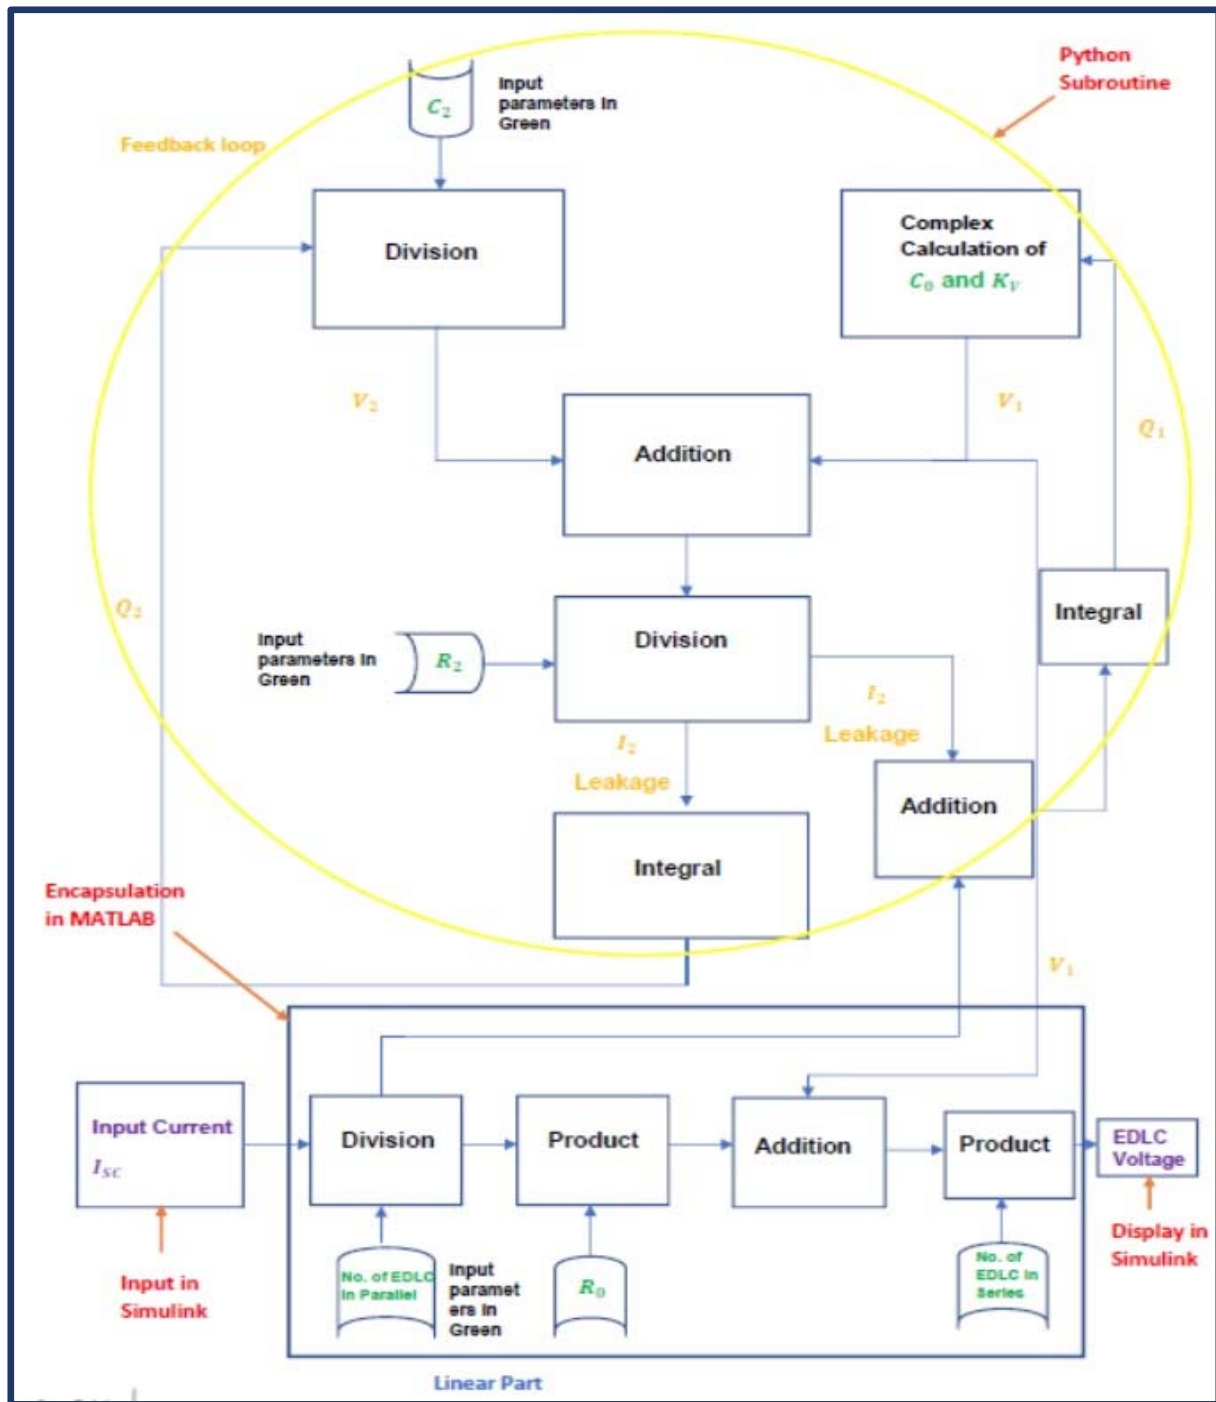 Python
Subroutine
Input
parameters In
Green
C₂
Feedback loop
Division
Complex
Calculation of
C₀ and K_V
V₂
V₁
Q₁
Addition
Q₂
Integral
Input
parameters In
Green
R₂
Division
I₂
Leakage
I₂
Leakage
Addition
Integral
Encapsulation
in MATLAB
V₁
Input Current
I_SC
Division
Product
Addition
Product
EDLC
Voltage
Input in
Simulink
No. of EDLC
In Parallel
Input
paramet
ers In
Green
R₀
No. of
EDLC In
Series
Display in
Simulink
Linear Part